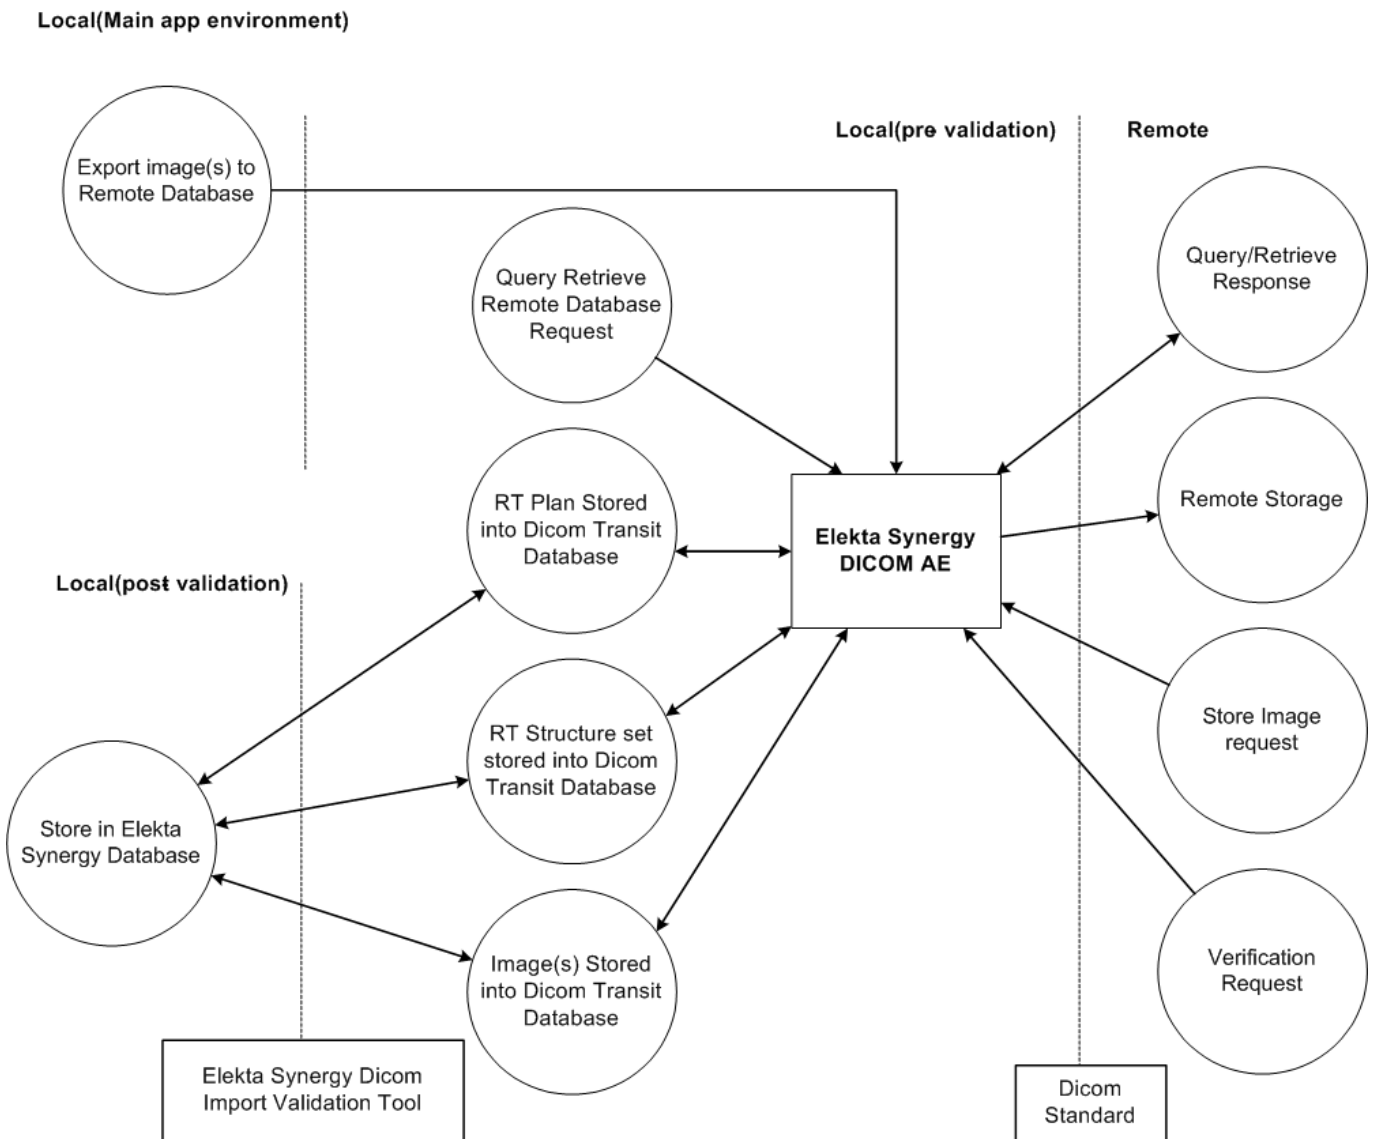 Local(Main app environment)
Export image(s) to
Remote Database
Local(pre validation)
Remote
Query Retrieve
Remote Database
Request
Query/Retrieve
Response
RT Plan Stored
into Dicom Transit
Database
Elekta Synergy
DICOM AE
Remote Storage
Local(post validation)
RT Structure set
stored into Dicom
Transit Database
Store Image
request
Store in Elekta
Synergy Database
Image(s) Stored
into Dicom Transit
Database
Verification
Request
Elekta Synergy Dicom
Import Validation Tool
Dicom
Standard